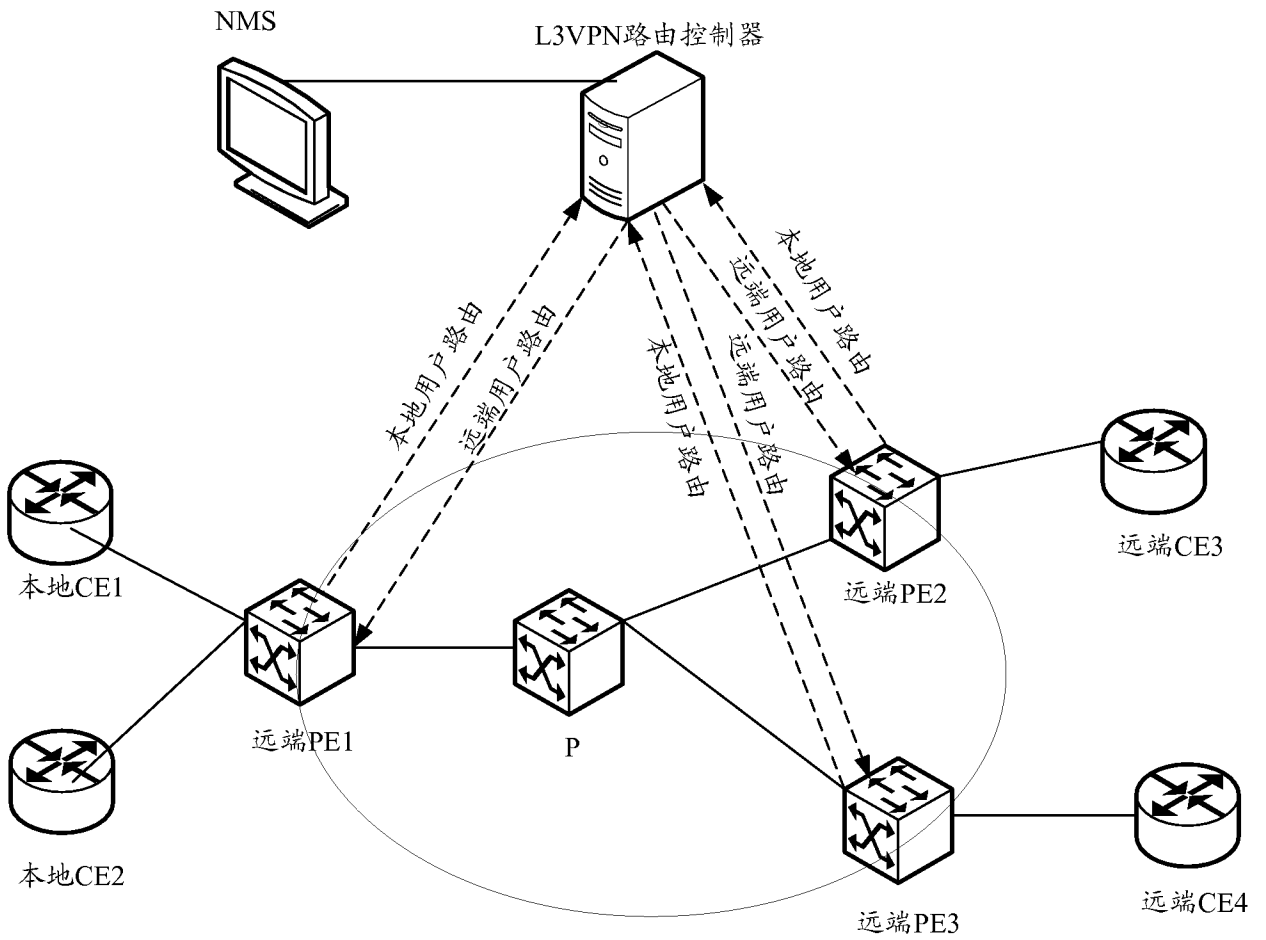 NMS
L3VPN路由控制器
本地用户路由
远端用户路由
本地用户路由
远端用户路由
远端用户路由
本地用户路由
本地CE1
远端PE1
P
远端PE2
远端CE3
本地CE2
远端PE3
远端CE4